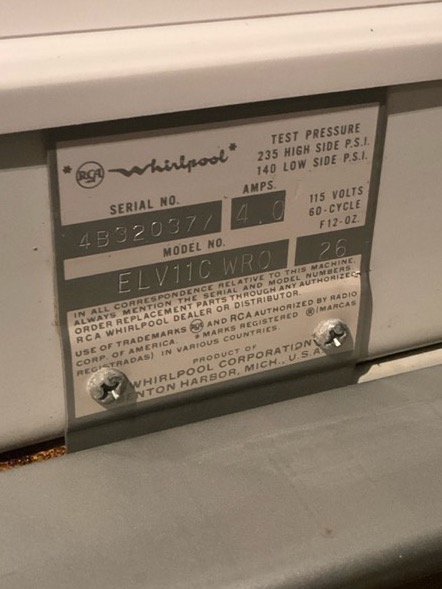 * RCA Whirlpool *
TEST PRESSURE
235 HIGH SIDE P.S.I.
140 LOW SIDE P.S.I.
SERIAL NO.
4B32037/
AMPS.
4.0
115 VOLTS
60-CYCLE
F12-OZ.
MODEL NO.
ELV11C WRO
26
IN ALL CORRESPONDENCE RELATIVE TO THIS MACHINE,
ALWAYS MENTION THE SERIAL AND MODEL NUMBERS.
ORDER REPLACEMENT PARTS THROUGH ANY AUTHORIZED
RCA WHIRLPOOL DEALER OR DISTRIBUTOR.
USE OF TRADEMARKS RCA AND RCA AUTHORIZED BY RADIO
CORP. OF AMERICA. *MARKS REGISTERED ® (MARCAS
REGISTRADAS) IN VARIOUS COUNTRIES.
PRODUCT OF
WHIRLPOOL CORPORATION
HARBOR, MICH., U.S.A.